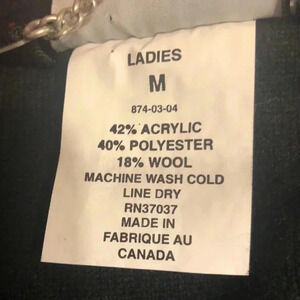 LADIES
M
874-03-04
42% ACRYLIC
40% POLYESTER
18% WOOL
MACHINE WASH COLD
LINE DRY
RN37037
MADE IN
FABRIQUE AU
CANADA